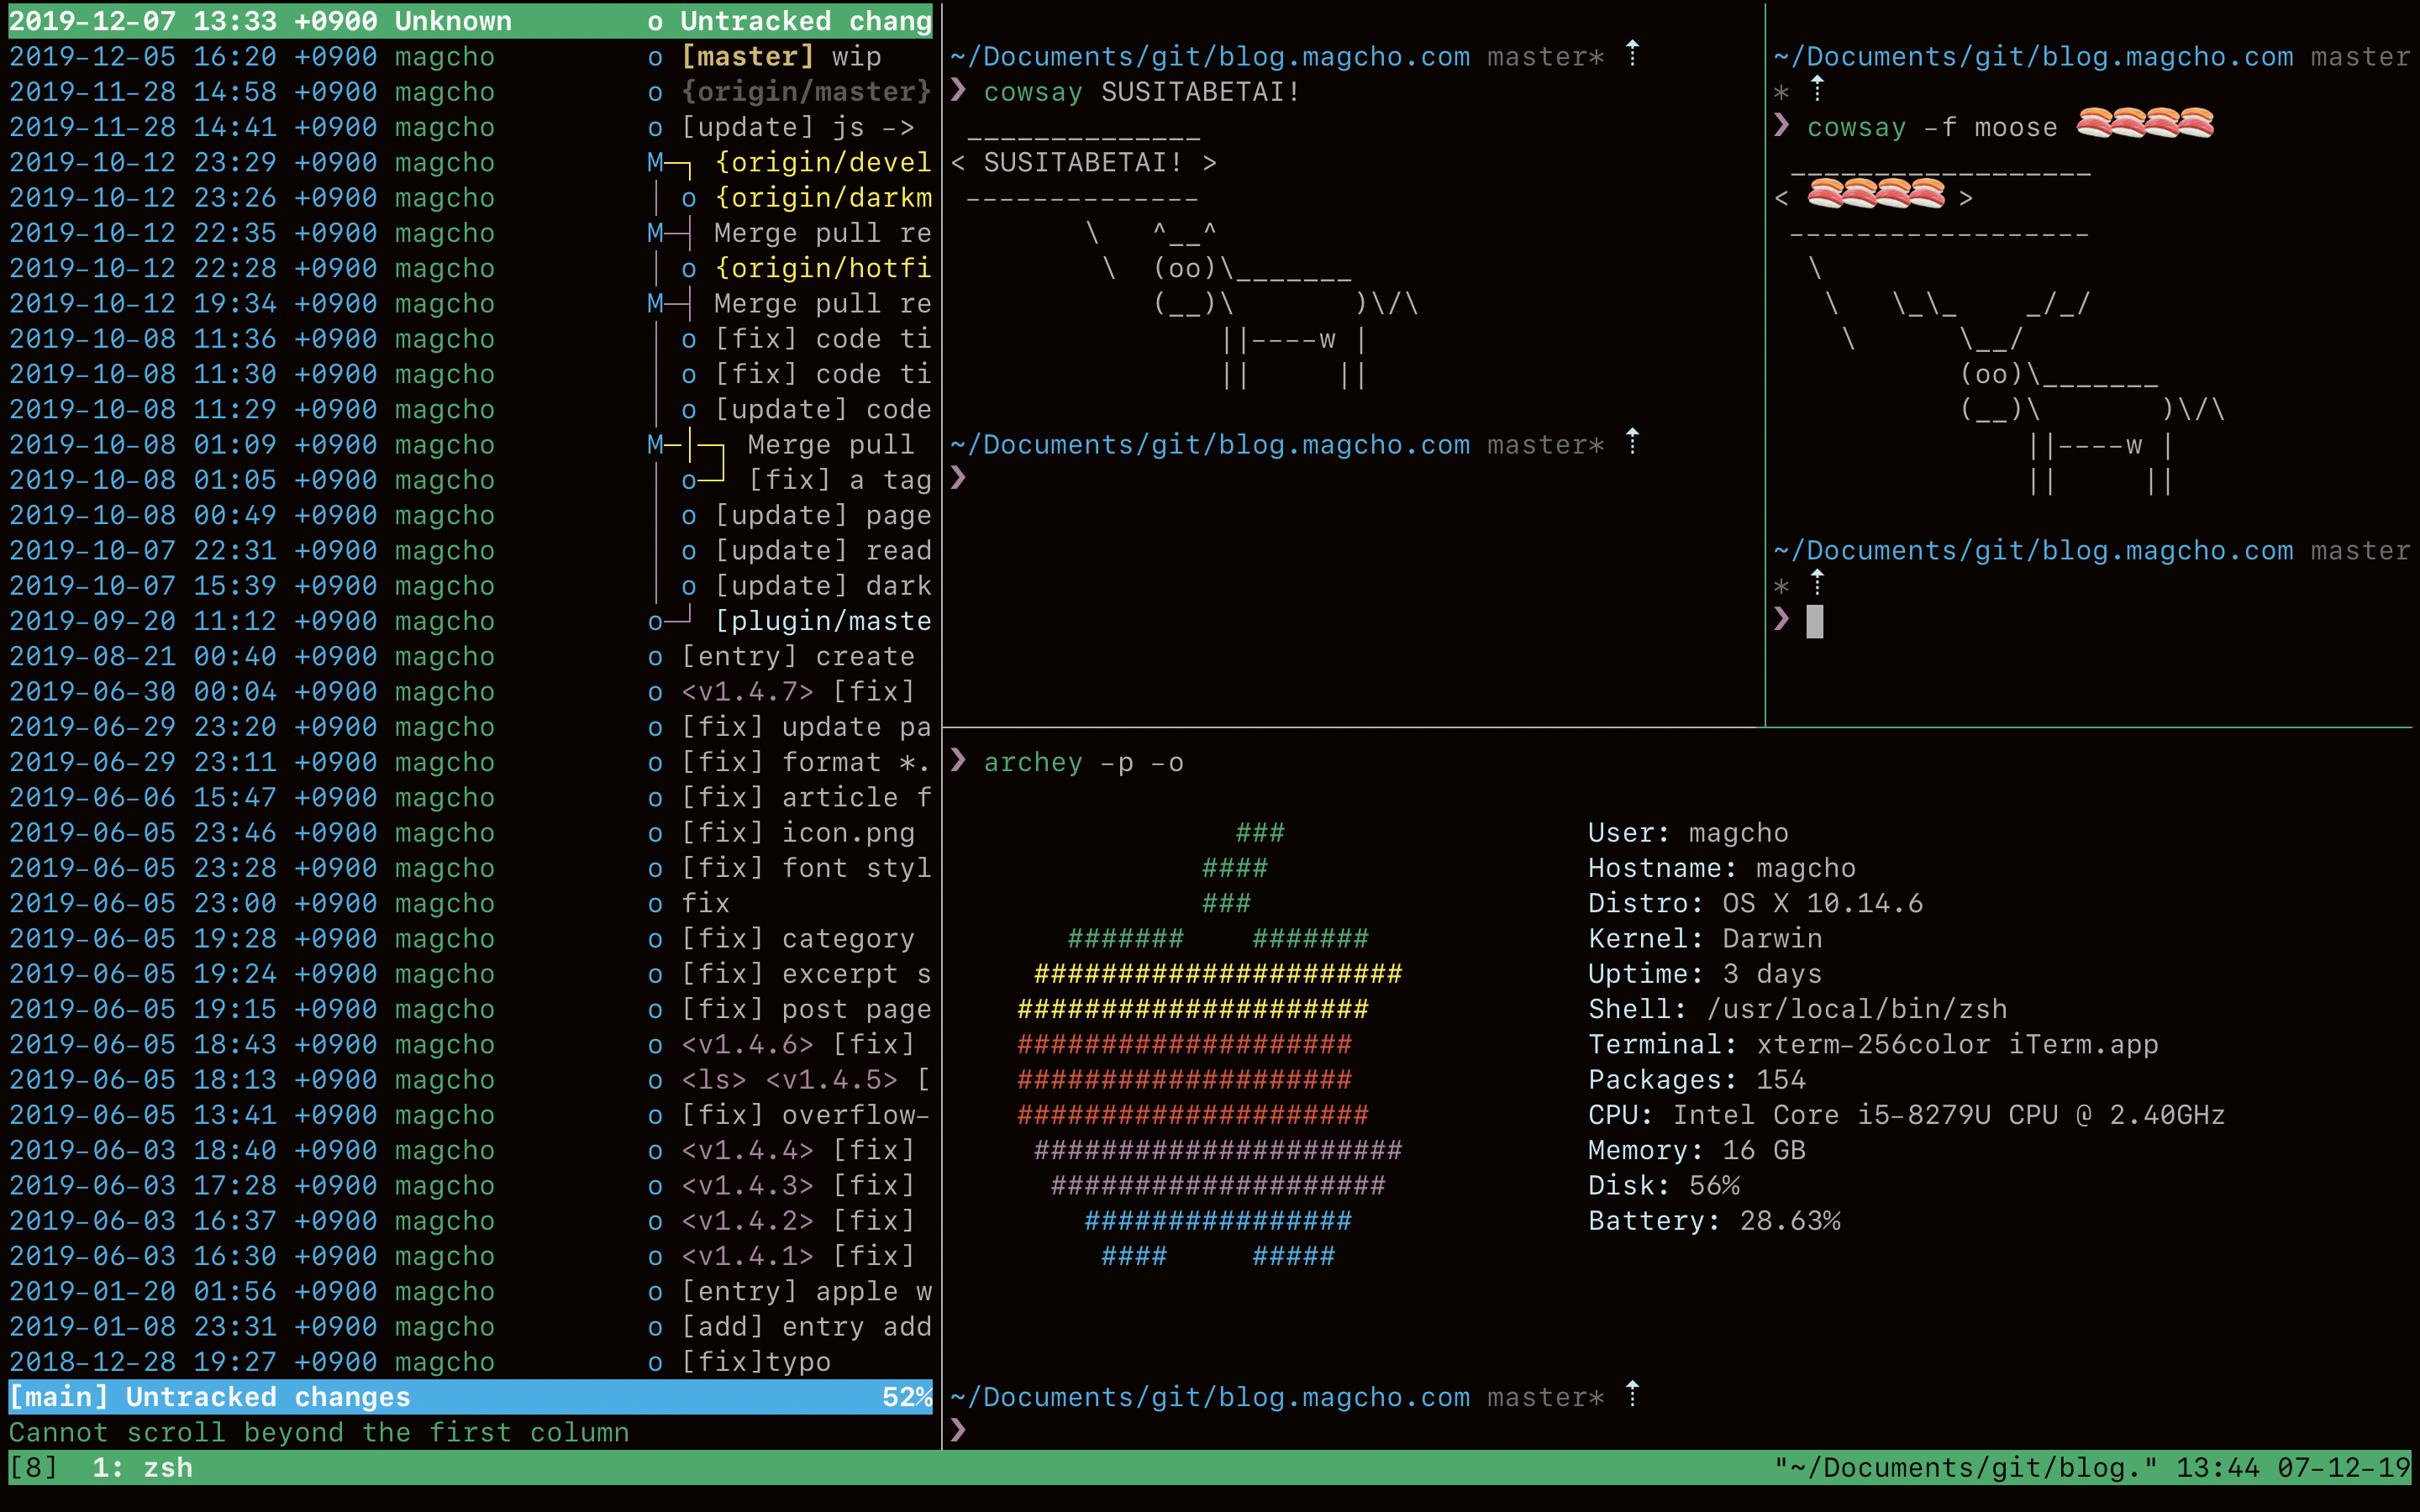 2019-12-07 13:33 +0900 Unknown         o Untracked chang
2019-12-05 16:20 +0900 magcho          o [master] wip
2019-11-28 14:58 +0900 magcho          o {origin/master}
2019-11-28 14:41 +0900 magcho          o [update] js ->
2019-10-12 23:29 +0900 magcho          M─┐ {origin/devel
2019-10-12 23:26 +0900 magcho          │ o {origin/darkm
2019-10-12 22:35 +0900 magcho          M─┤ Merge pull re
2019-10-12 22:28 +0900 magcho          │ o {origin/hotfi
2019-10-12 19:34 +0900 magcho          M─┤ Merge pull re
2019-10-08 11:36 +0900 magcho          │ o [fix] code ti
2019-10-08 11:30 +0900 magcho          │ o [fix] code ti
2019-10-08 11:29 +0900 magcho          │ o [update] code
2019-10-08 01:09 +0900 magcho          M─│─┐ Merge pull
2019-10-08 01:05 +0900 magcho          │ o─┘ [fix] a tag
2019-10-08 00:49 +0900 magcho          │ o [update] page
2019-10-07 22:31 +0900 magcho          │ o [update] read
2019-10-07 15:39 +0900 magcho          │ o [update] dark
2019-09-20 11:12 +0900 magcho          o─┘ [plugin/maste
2019-08-21 00:40 +0900 magcho          o [entry] create
2019-06-30 00:04 +0900 magcho          o <v1.4.7> [fix]
2019-06-29 23:20 +0900 magcho          o [fix] update pa
2019-06-29 23:11 +0900 magcho          o [fix] format *.
2019-06-06 15:47 +0900 magcho          o [fix] article f
2019-06-05 23:46 +0900 magcho          o [fix] icon.png
2019-06-05 23:28 +0900 magcho          o [fix] font styl
2019-06-05 23:00 +0900 magcho          o fix
2019-06-05 19:28 +0900 magcho          o [fix] category
2019-06-05 19:24 +0900 magcho          o [fix] excerpt s
2019-06-05 19:15 +0900 magcho          o [fix] post page
2019-06-05 18:43 +0900 magcho          o <v1.4.6> [fix]
2019-06-05 18:13 +0900 magcho          o <ls> <v1.4.5> [
2019-06-05 13:41 +0900 magcho          o [fix] overflow-
2019-06-03 18:40 +0900 magcho          o <v1.4.4> [fix]
2019-06-03 17:28 +0900 magcho          o <v1.4.3> [fix]
2019-06-03 16:37 +0900 magcho          o <v1.4.2> [fix]
2019-06-03 16:30 +0900 magcho          o <v1.4.1> [fix]
2019-01-20 01:56 +0900 magcho          o [entry] apple w
2019-01-08 23:31 +0900 magcho          o [add] entry add
2018-12-28 19:27 +0900 magcho          o [fix]typo
[main] Untracked changes                            52%
Cannot scroll beyond the first column
~/Documents/git/blog.magcho.com master* ⇡
❯ cowsay SUSITABETAI!
 ______________
< SUSITABETAI! >
 --------------
        \   ^__^
         \  (oo)\_______
            (__)\       )\/\
                ||----w |
                ||     ||
~/Documents/git/blog.magcho.com master* ⇡
❯
~/Documents/git/blog.magcho.com master
* ⇡
❯ cowsay -f moose 🍣🍣🍣🍣
 __________________
< 🍣🍣🍣🍣 >
 ------------------
  \
   \   \_\_    _/_/
    \      \__/
           (oo)\_______
           (__)\       )\/\
               ||----w |
               ||     ||
~/Documents/git/blog.magcho.com master
* ⇡
❯
❯ archey -p -o
                 ###
               ####
               ###
       #######    #######
     ######################
    #####################
    ####################
    ####################
    #####################
     ######################
      ####################
        ################
         ####     #####
User: magcho
Hostname: magcho
Distro: OS X 10.14.6
Kernel: Darwin
Uptime: 3 days
Shell: /usr/local/bin/zsh
Terminal: xterm-256color iTerm.app
Packages: 154
CPU: Intel Core i5-8279U CPU @ 2.40GHz
Memory: 16 GB
Disk: 56%
Battery: 28.63%
~/Documents/git/blog.magcho.com master* ⇡
❯
[8]  1: zsh
"~/Documents/git/blog." 13:44 07-12-19